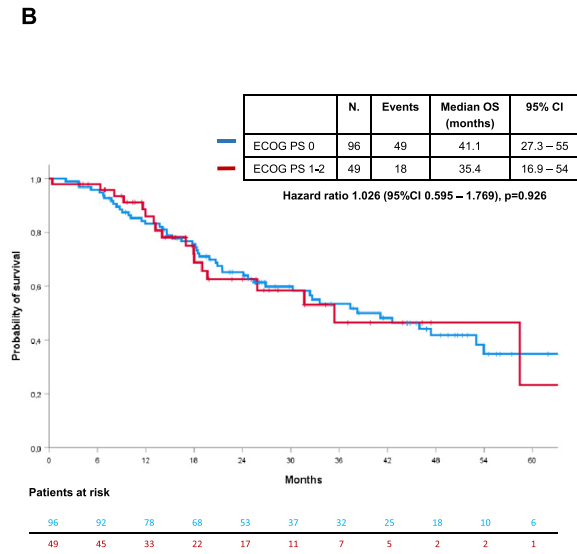 B
N. Events Median OS (months) 95% CI
ECOG PS 0 96 49 41.1 27.3 – 55
ECOG PS 1-2 49 18 35.4 16.9 – 54
Hazard ratio 1.026 (95%CI 0.595 – 1.769), p=0.926
Probability of survival
1,0
0,8
0,6
0,4
0,2
0,0
0 6 12 18 24 30 36 42 48 54 60
Months
Patients at risk
96 92 78 68 53 37 32 25 18 10 6
49 45 33 22 17 11 7 5 2 2 1